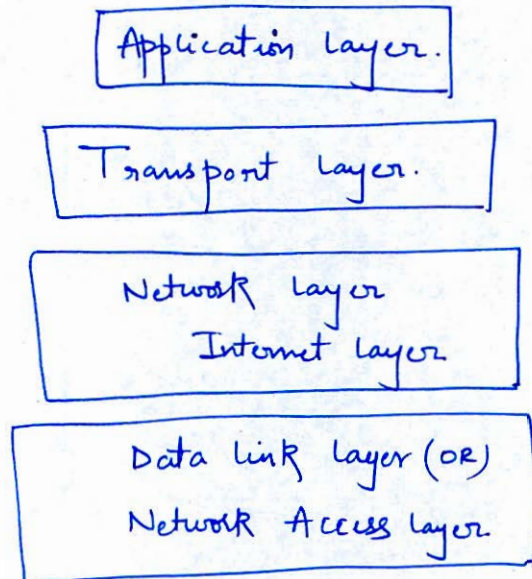 Application Layer.
Transport Layer.
Network Layer
Internet Layer
Data Link Layer (OR)
Network Access Layer